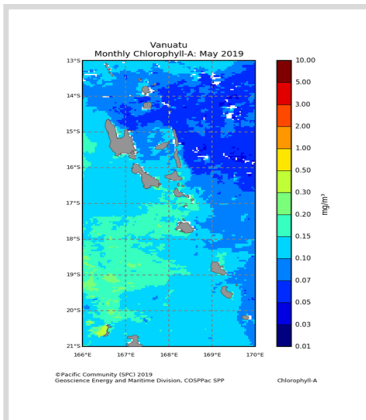 Vanuatu
Monthly Chlorophyll-A: May 2019
13°S
14°S
15°S
16°S
17°S
18°S
19°S
20°S
21°S
166°E 167°E 168°E 169°E 170°E
10.00
5.00
3.00
2.00
1.00
0.50
0.30
0.20
0.15
0.10
0.07
0.05
0.03
0.01
mg/m³
©Pacific Community (SPC) 2019
Geoscience Energy and Maritime Division, COSPPac SPP Chlorophyll-A